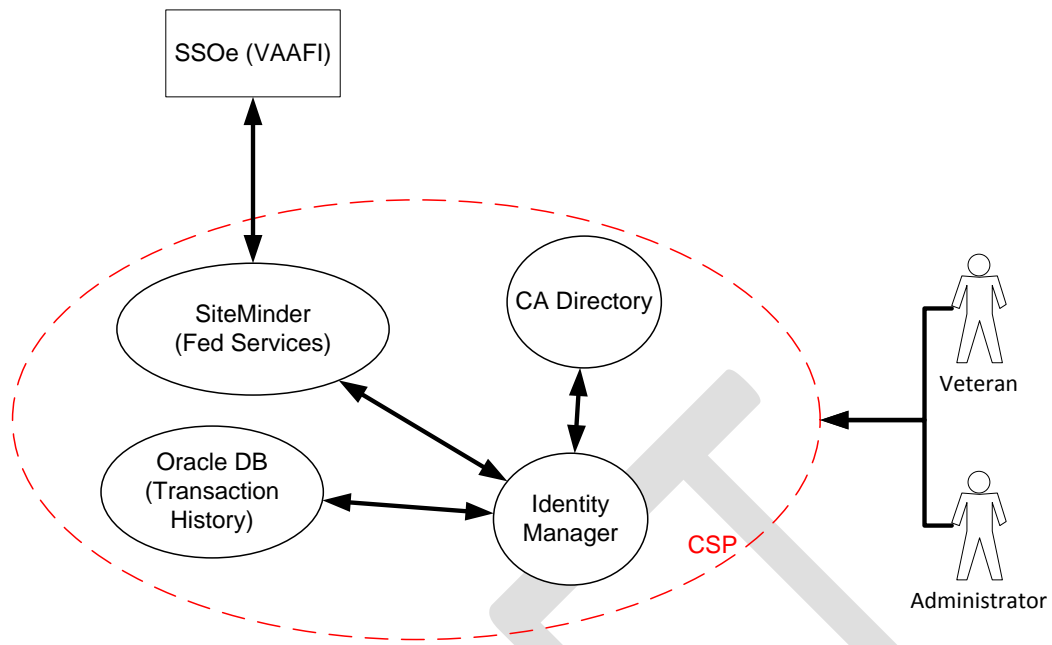 SSOe (VAAFI)
SiteMinder
(Fed Services)
CA Directory
Veteran
Oracle DB
(Transaction
History)
Identity
Manager
CSP
Administrator